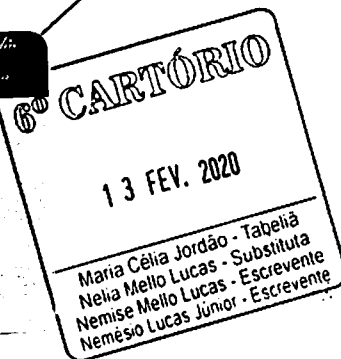 6º CARTÓRIO
13 FEV. 2020
Maria Célia Jordão - Tabeliã
Nelia Mello Lucas - Substituta
Nemise Mello Lucas - Escrevente
Nemésio Lucas Júnior - Escrevente